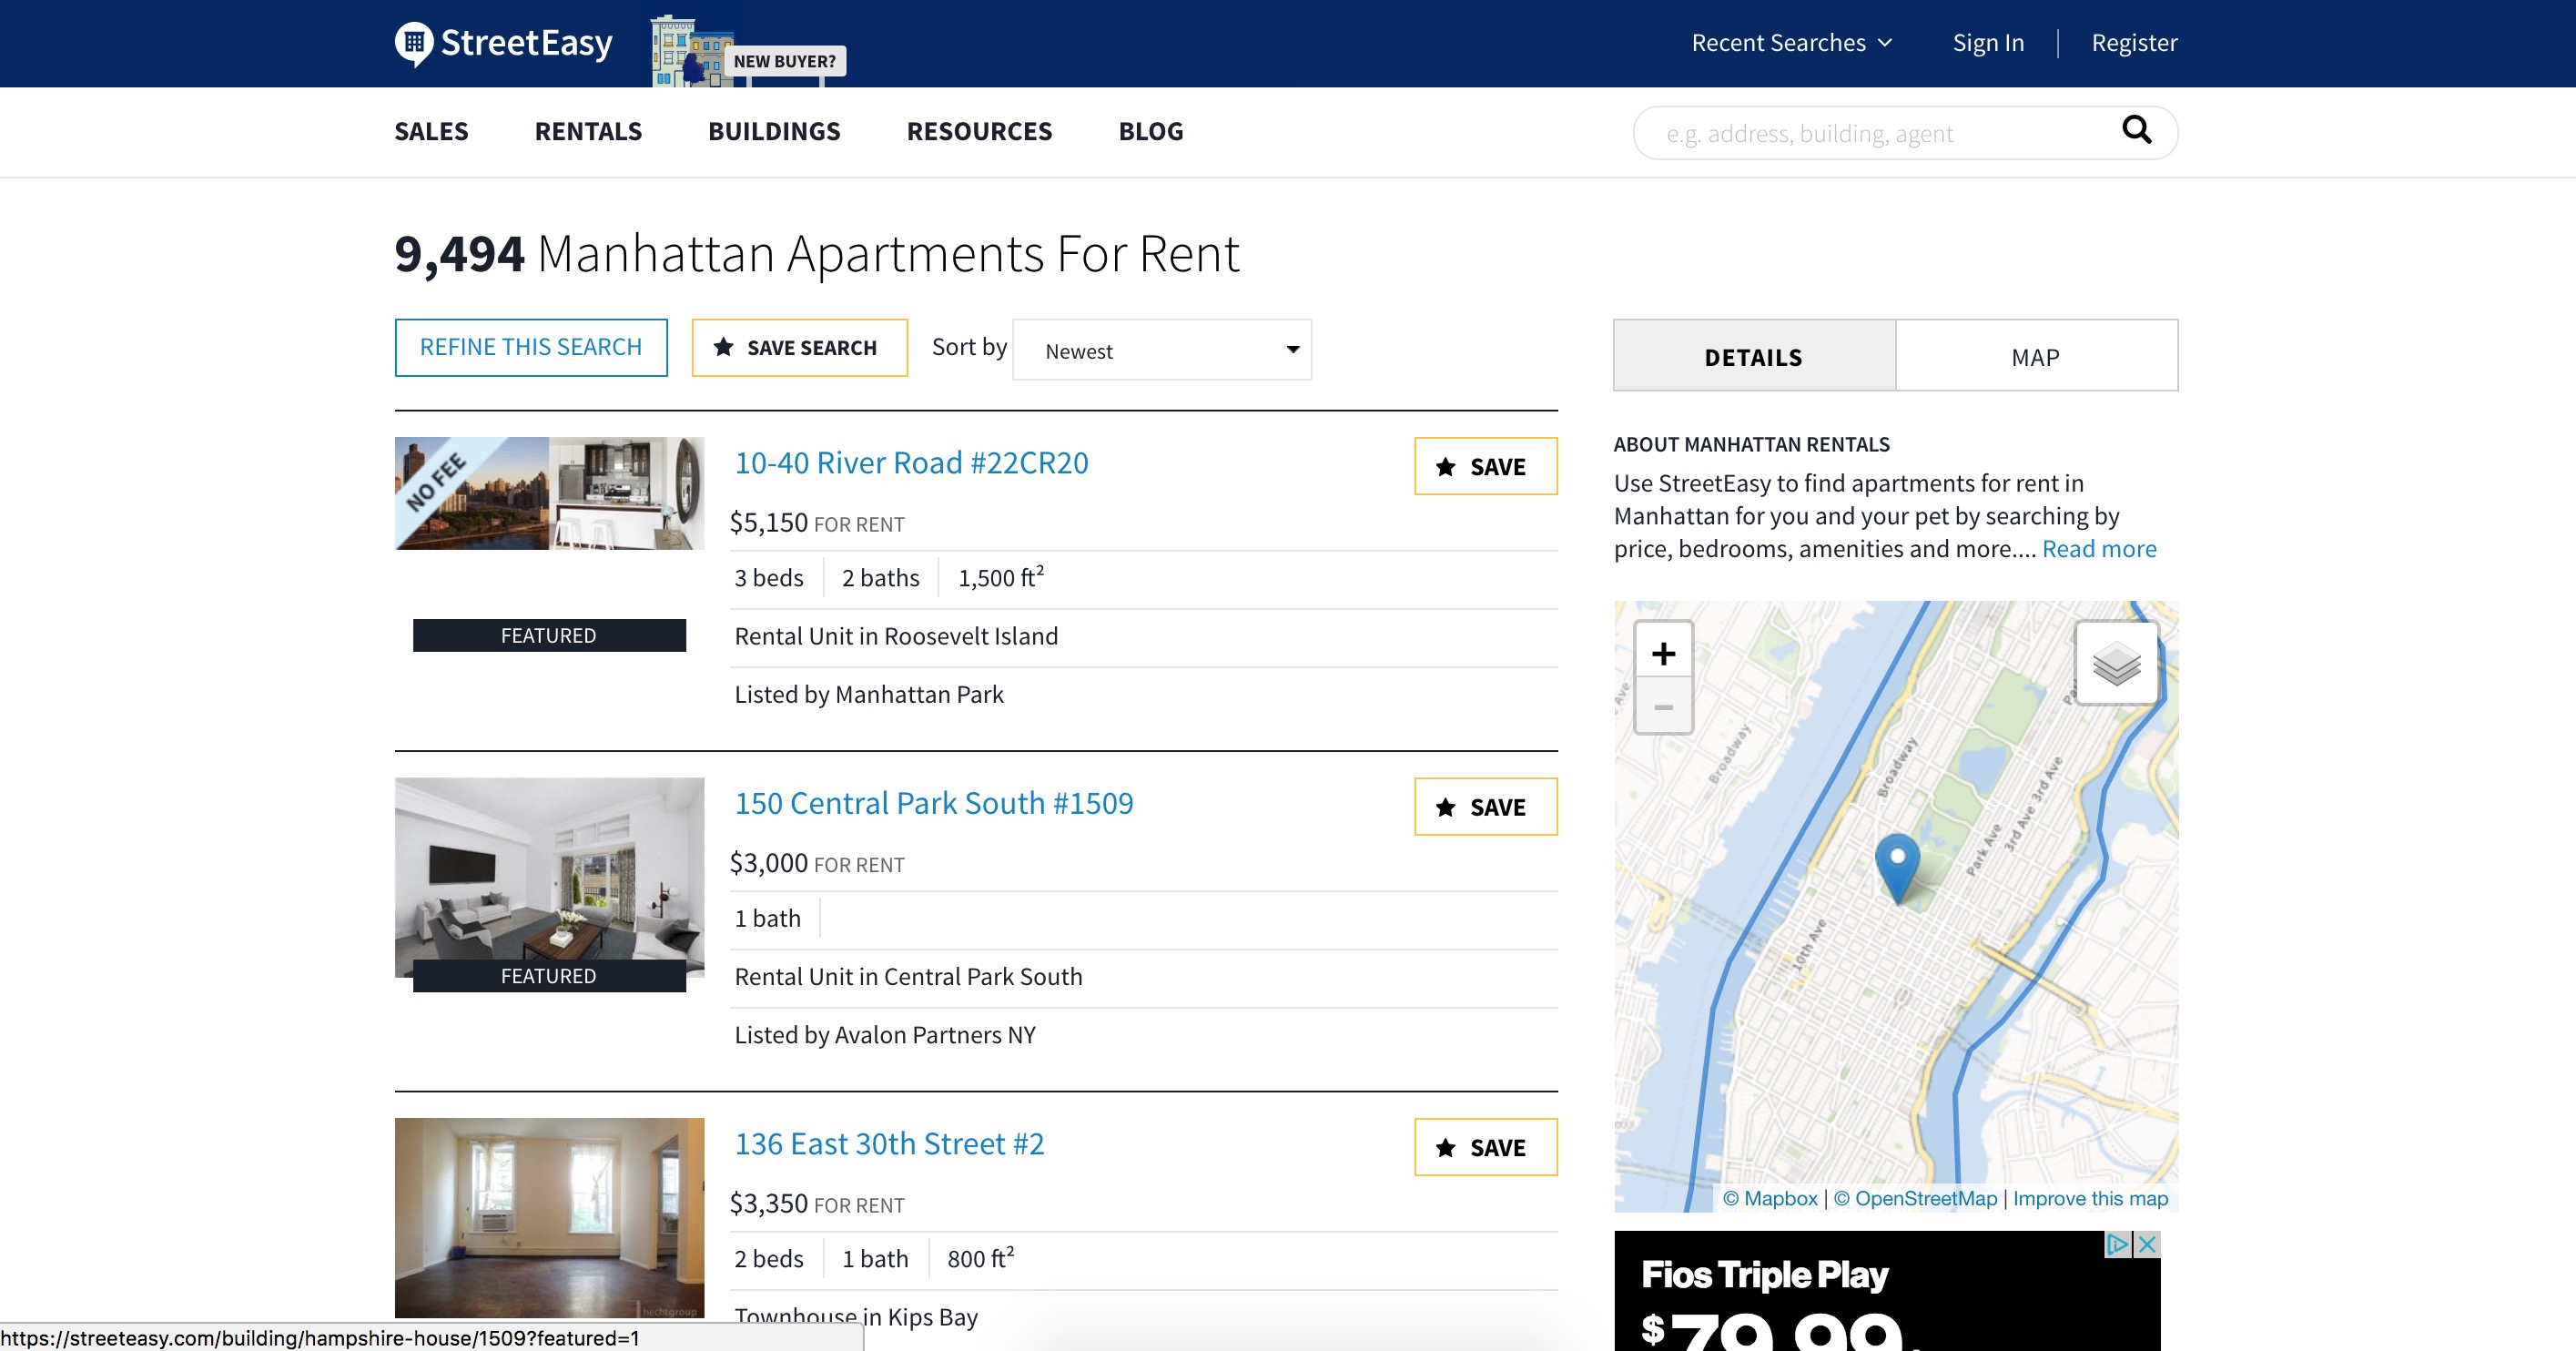 StreetEasy
NEW BUYER?
Recent Searches
Sign In
Register
SALES
RENTALS
BUILDINGS
RESOURCES
BLOG
e.g. address, building, agent
9,494 Manhattan Apartments For Rent
REFINE THIS SEARCH
SAVE SEARCH
Sort by
Newest
NO FEE
FEATURED
10-40 River Road #22CR20
SAVE
$5,150 FOR RENT
3 beds
2 baths
1,500 ft²
Rental Unit in Roosevelt Island
Listed by Manhattan Park
FEATURED
150 Central Park South #1509
SAVE
$3,000 FOR RENT
1 bath
Rental Unit in Central Park South
Listed by Avalon Partners NY
hechtgroup
136 East 30th Street #2
SAVE
$3,350 FOR RENT
2 beds
1 bath
800 ft²
Townhouse in Kips Bay
https://streeteasy.com/building/hampshire-house/1509?featured=1
DETAILS
MAP
ABOUT MANHATTAN RENTALS
Use StreetEasy to find apartments for rent in
Manhattan for you and your pet by searching by
price, bedrooms, amenities and more.... Read more
+
−
Broadway
Broadway
3rd Ave
3rd Ave
Park Ave
10th Ave
© Mapbox | © OpenStreetMap | Improve this map
Fios Triple Play
$79.99